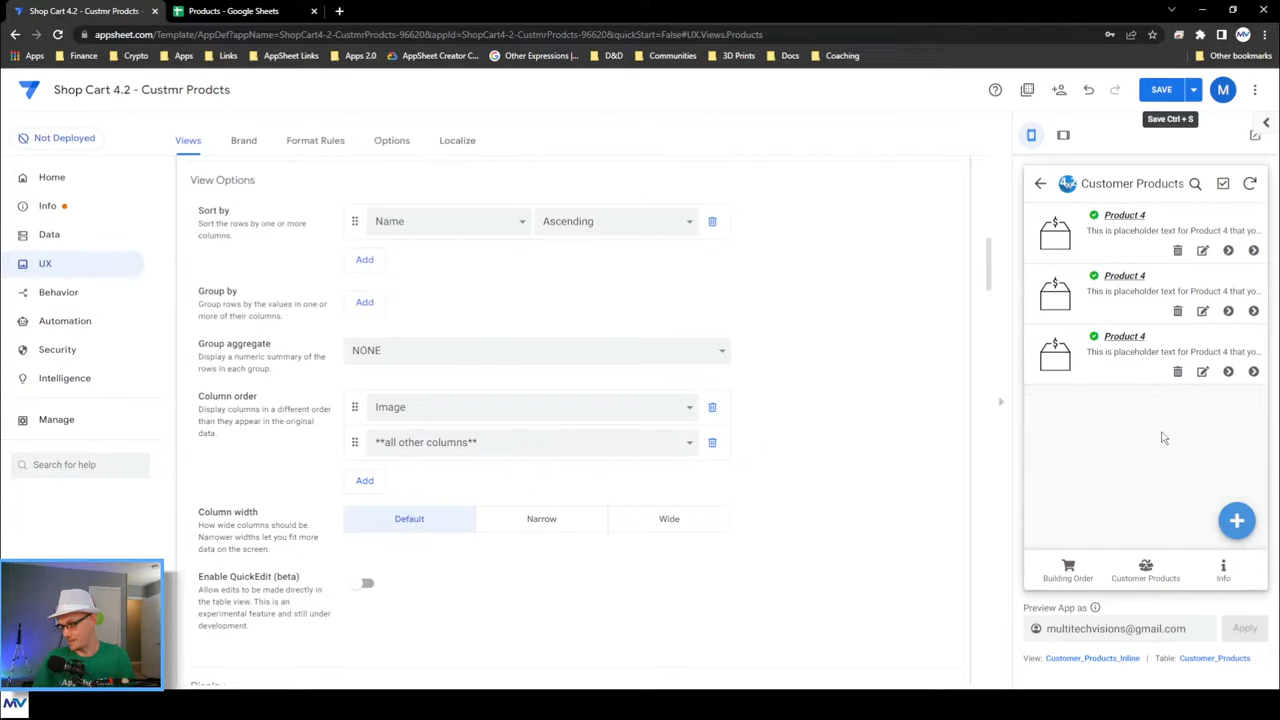 Shop Cart 4.2 - Custmr Prodcts -
Products - Google Sheets
appsheet.com/Template/AppDef?appName=ShopCart4-2-CustmrProdcts-96620&appId=ShopCart4-2-CustmrProdcts-96620&quickStart=False#UX.Views.Products
Apps Finance Crypto Apps Links AppSheet Links Apps 2.0 AppSheet Creator C... Other Expressions |... D&D Communities 3D Prints Docs Coaching Other bookmarks
Shop Cart 4.2 - Custmr Prodcts
SAVE
M
Save Ctrl + S
Not Deployed
Views Brand Format Rules Options Localize
Home
Info
Data
UX
Behavior
Automation
Security
Intelligence
Manage
Search for help
View Options
Sort by
Sort the rows by one or more
columns.
Name Ascending
Add
Group by
Group rows by the values in one or
more of their columns.
Add
Group aggregate
Display a numeric summary of the
rows in each group.
NONE
Column order
Display columns in a different order
than they appear in the original
data.
Image
**all other columns**
Add
Column width
How wide columns should be.
Narrower widths let you fit more
data on the screen.
Default Narrow Wide
Enable QuickEdit (beta)
Allow edits to be made directly in
the table view. This is an
experimental feature and still under
development.
Display
Customer Products
Product 4
This is placeholder text for Product 4 that yo...
Product 4
This is placeholder text for Product 4 that yo...
Product 4
This is placeholder text for Product 4 that yo...
Building Order Customer Products Info
Preview App as
multitechvisions@gmail.com Apply
View: Customer_Products_Inline | Table: Customer_Products
MV